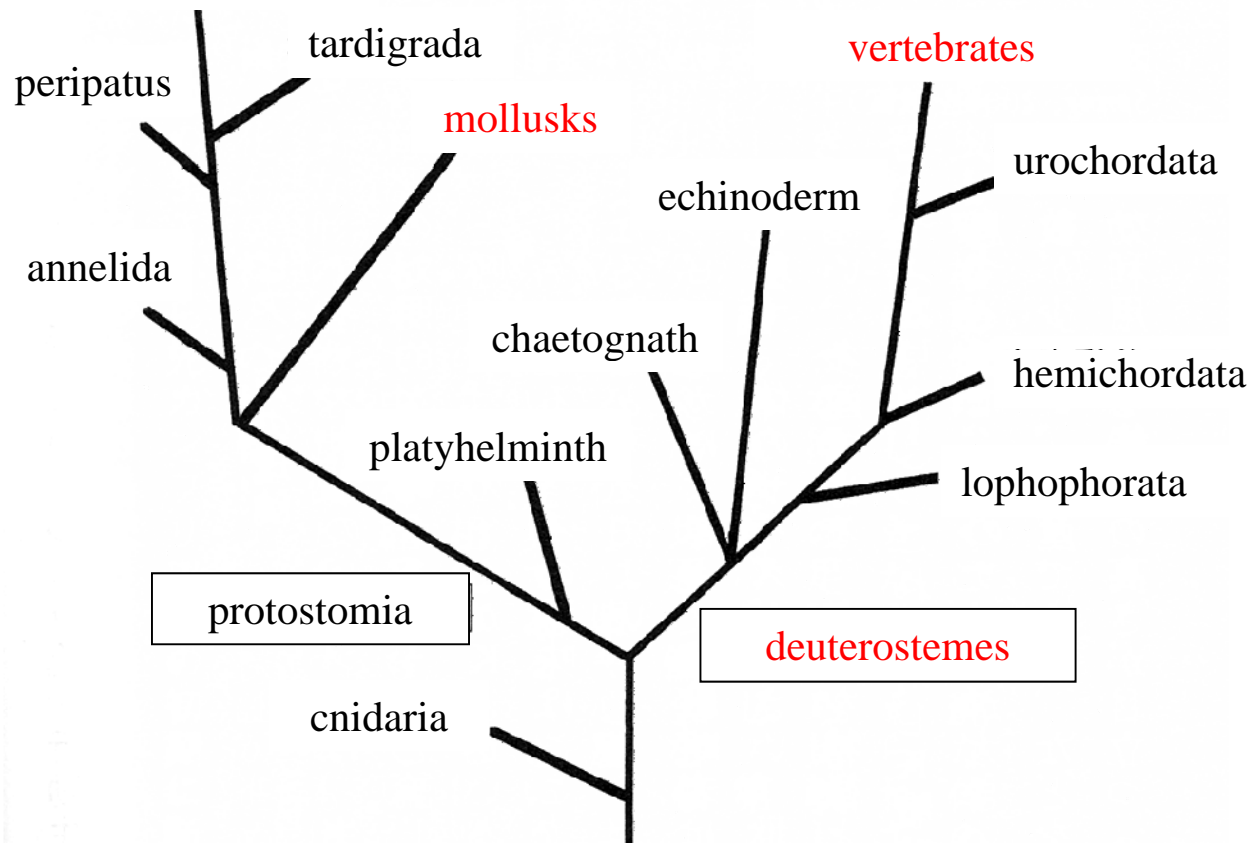 tardigrada
vertebrates
peripatus
mollusks
urochordata
echinoderm
annelida
chaetognath
hemichordata
platyhelminth
lophophorata
protostomia
deuterostemes
cnidaria